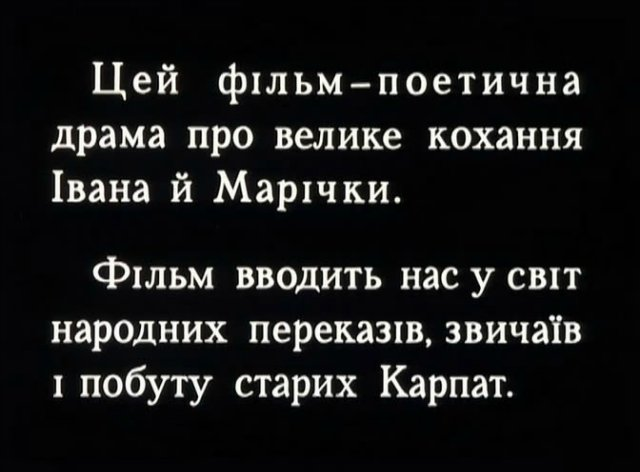 Цей фільм–поетична
драма про велике кохання
Івана й Марічки.
Фільм вводить нас у світ
народних переказів, звичаїв
і побуту старих Карпат.